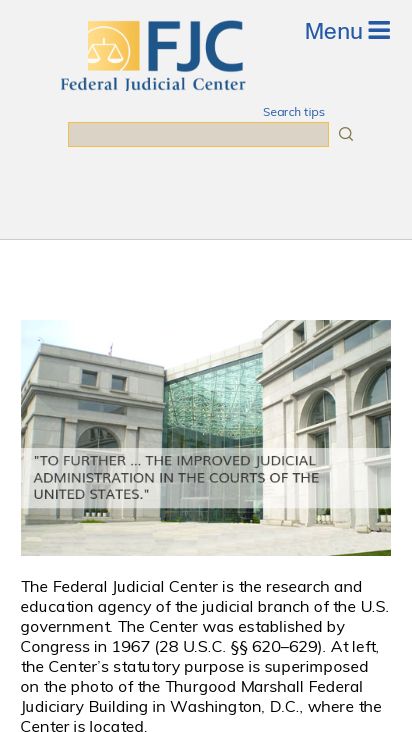 FJC
Federal Judicial Center
Menu
Search tips
"TO FURTHER ... THE IMPROVED JUDICIAL
ADMINISTRATION IN THE COURTS OF THE
UNITED STATES."
The Federal Judicial Center is the research and
education agency of the judicial branch of the U.S.
government. The Center was established by
Congress in 1967 (28 U.S.C. §§ 620–629). At left,
the Center’s statutory purpose is superimposed
on the photo of the Thurgood Marshall Federal
Judiciary Building in Washington, D.C., where the
Center is located.